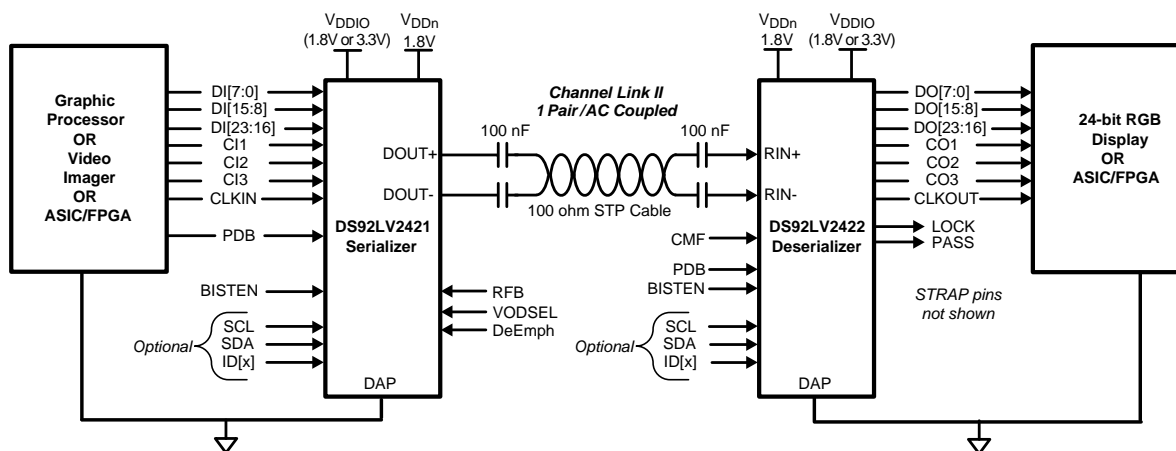 VDDIO
(1.8V or 3.3V)
VDDn
1.8V
VDDn
1.8V
VDDIO
(1.8V or 3.3V)
Graphic
Processor
OR
Video
Imager
OR
ASIC/FPGA
DI[7:0]
DI[15:8]
DI[23:16]
CI1
CI2
CI3
CLKIN
PDB
BISTEN
Optional
SCL
SDA
ID[x]
DOUT+
DOUT-
DS92LV2421
Serializer
DAP
RFB
VODSEL
DeEmph
Channel Link II
1 Pair /AC Coupled
100 nF
100 nF
100 ohm STP Cable
RIN+
RIN-
CMF
PDB
BISTEN
Optional
SCL
SDA
ID[x]
DS92LV2422
Deserializer
DAP
DO[7:0]
DO[15:8]
DO[23:16]
CO1
CO2
CO3
CLKOUT
LOCK
PASS
STRAP pins
not shown
24-bit RGB
Display
OR
ASIC/FPGA